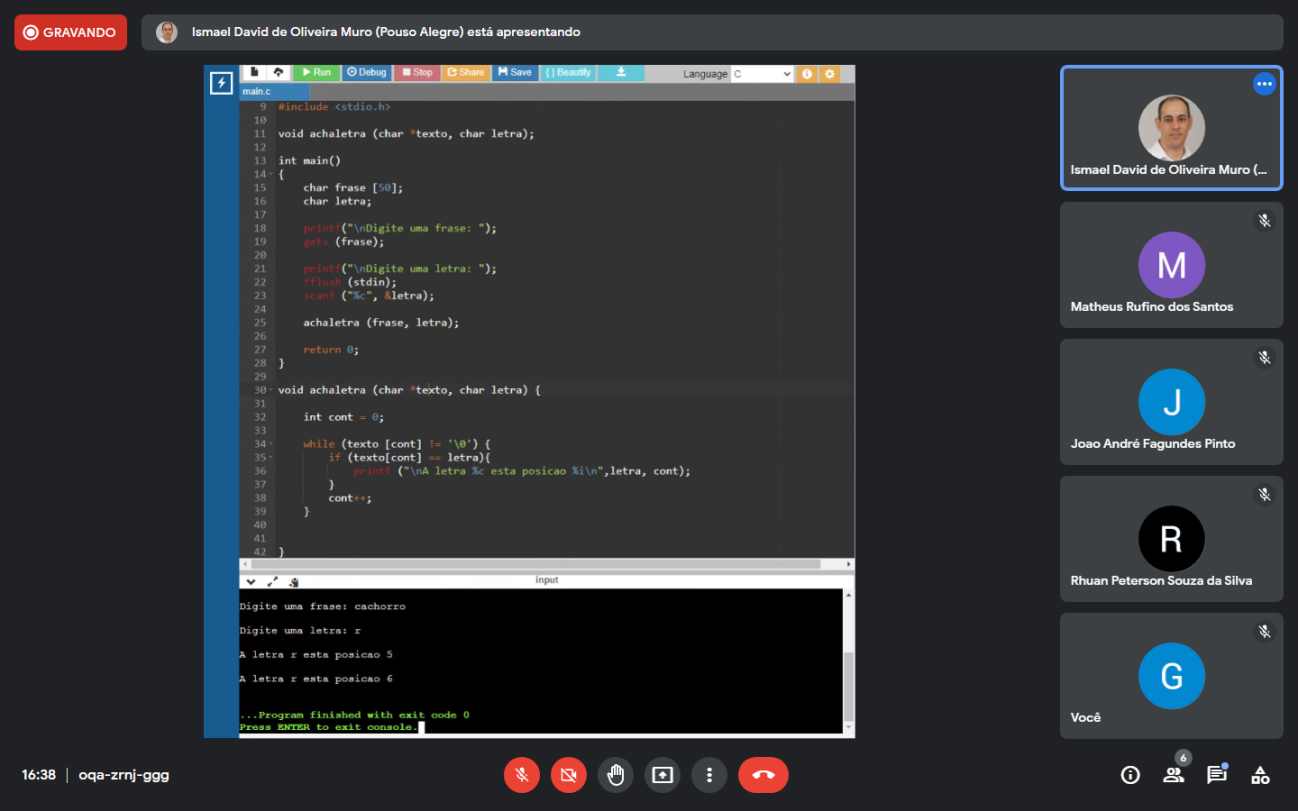 GRAVANDO
Ismael David de Oliveira Muro (Pouso Alegre) está apresentando
Run Debug Stop Share Save { } Beautify Language C
main.c
9 #include <stdio.h>
10
11 void achaletra (char *texto, char letra);
12
13 int main()
14 {
15 char frase [50];
16 char letra;
17
18 printf("\nDigite uma frase: ");
19 gets (frase);
20
21 printf("\nDigite uma letra: ");
22 fflush (stdin);
23 scanf ("%c", &letra);
24
25 achaletra (frase, letra);
26
27 return 0;
28 }
29
30 void achaletra (char *texto, char letra) {
31
32 int cont = 0;
33
34 while (texto [cont] != '\0') {
35 if (texto[cont] == letra){
36 printf ("\nA letra %c esta posicao %i\n",letra, cont);
37 }
38 cont++;
39 }
40
41
42 }
input
Digite uma frase: cachorro
Digite uma letra: r
A letra r esta posicao 5
A letra r esta posicao 6
...Program finished with exit code 0
Press ENTER to exit console.
Ismael David de Oliveira Muro (...
M
Matheus Rufino dos Santos
J
Joao André Fagundes Pinto
R
Rhuan Peterson Souza da Silva
G
Você
16:38 | oqa-zrnj-ggg
6